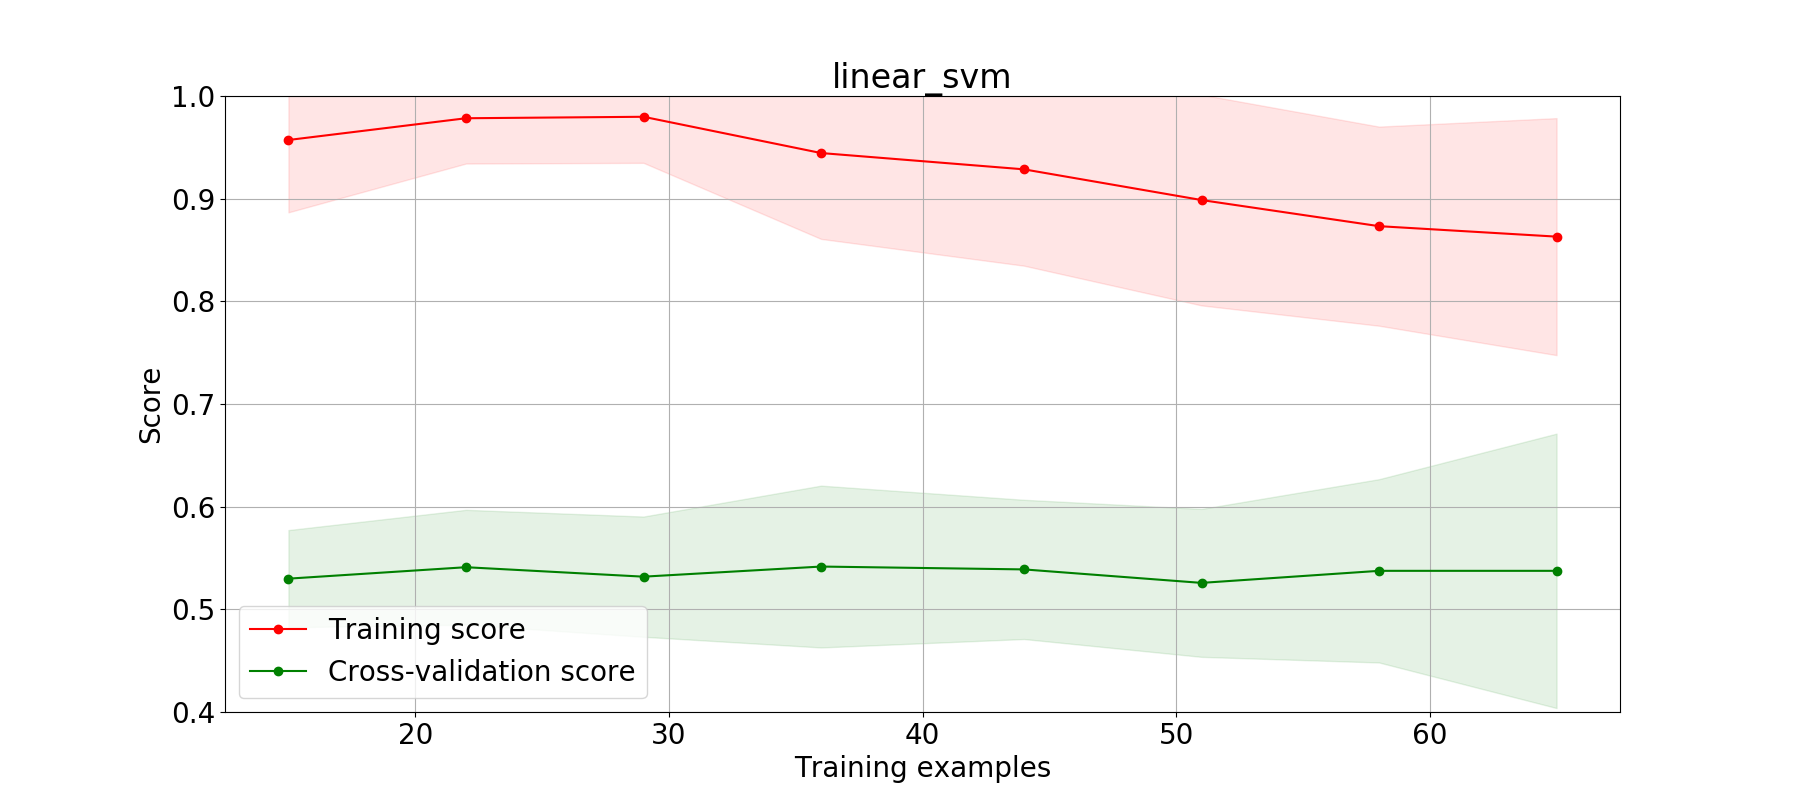 linear_svm
1.0
0.9
0.8
0.7
0.6
0.5
0.4
Score
Training score
Cross-validation score
20 30 40 50 60
Training examples